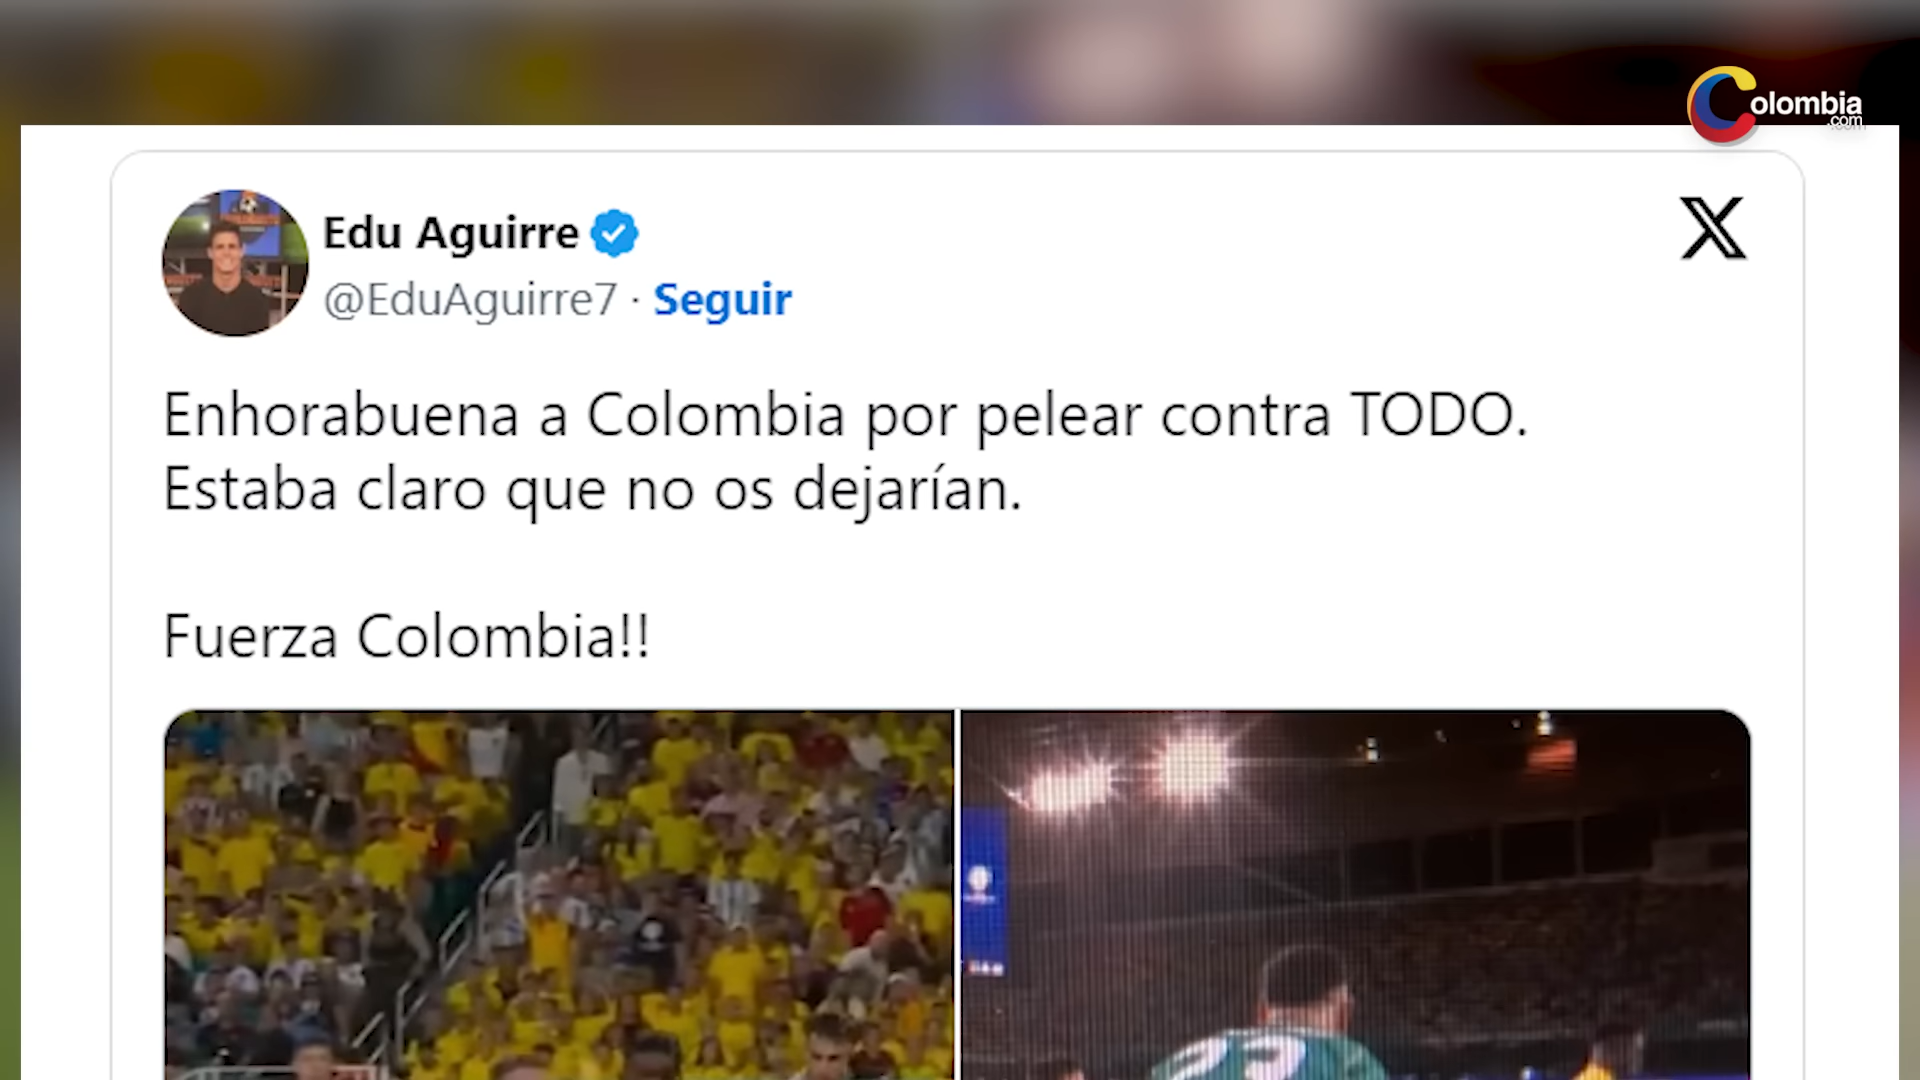 Colombia
.com
Edu Aguirre
@EduAguirre7 · Seguir
Enhorabuena a Colombia por pelear contra TODO.
Estaba claro que no os dejarían.
Fuerza Colombia!!
23